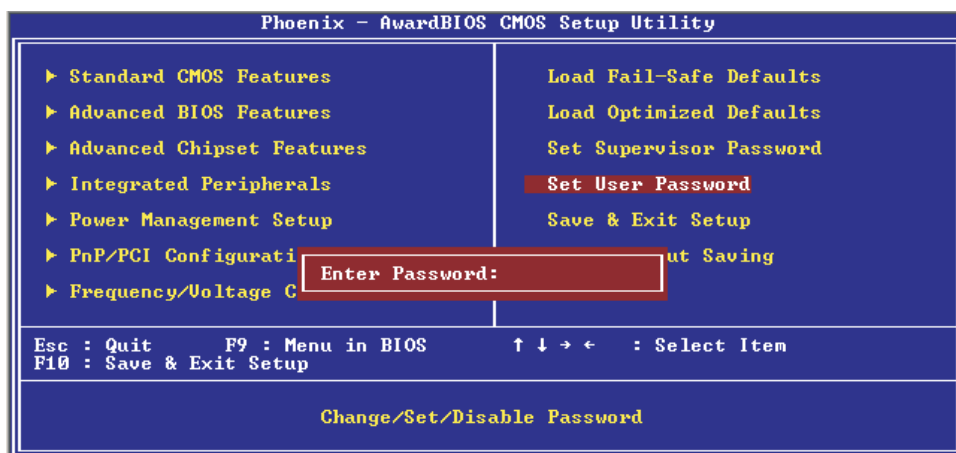 Phoenix - AwardBIOS CMOS Setup Utility
Standard CMOS Features
Advanced BIOS Features
Advanced Chipset Features
Integrated Peripherals
Power Management Setup
PnP/PCI Configurati
Frequency/Voltage C
Load Fail-Safe Defaults
Load Optimized Defaults
Set Supervisor Password
Set User Password
Save & Exit Setup
ut Saving
Enter Password:
Esc : Quit F9 : Menu in BIOS ↑ ↓ → ← : Select Item
F10 : Save & Exit Setup
Change/Set/Disable Password